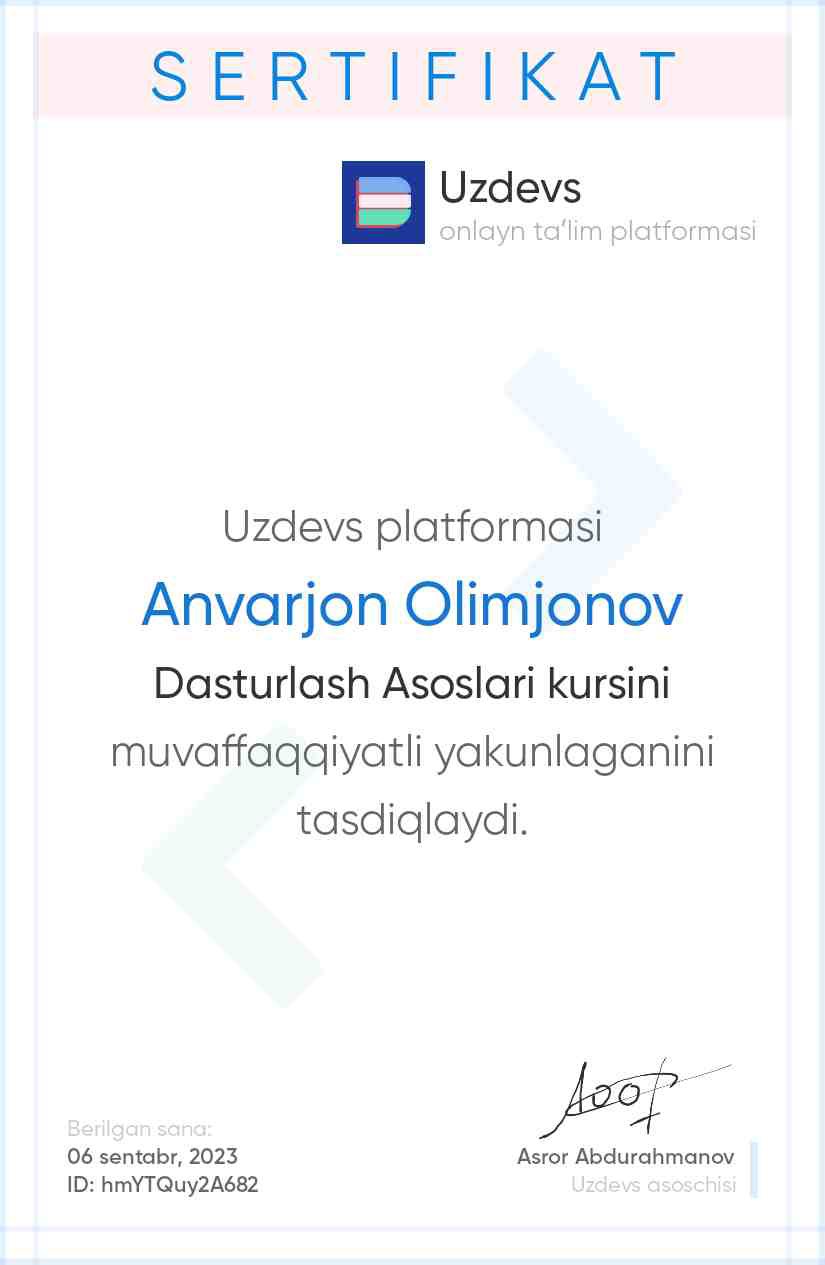 SERTIFIKAT
Uzdevs
onlayn ta‘lim platformasi
Uzdevs platformasi
Anvarjon Olimjonov
Dasturlash Asoslari kursini
muvaffaqqiyatli yakunlaganini
tasdiqlaydi.
Berilgan sana:
06 sentabr, 2023
ID: hmYTQuy2A682
Asror Abdurahmanov
Uzdevs asoschisi